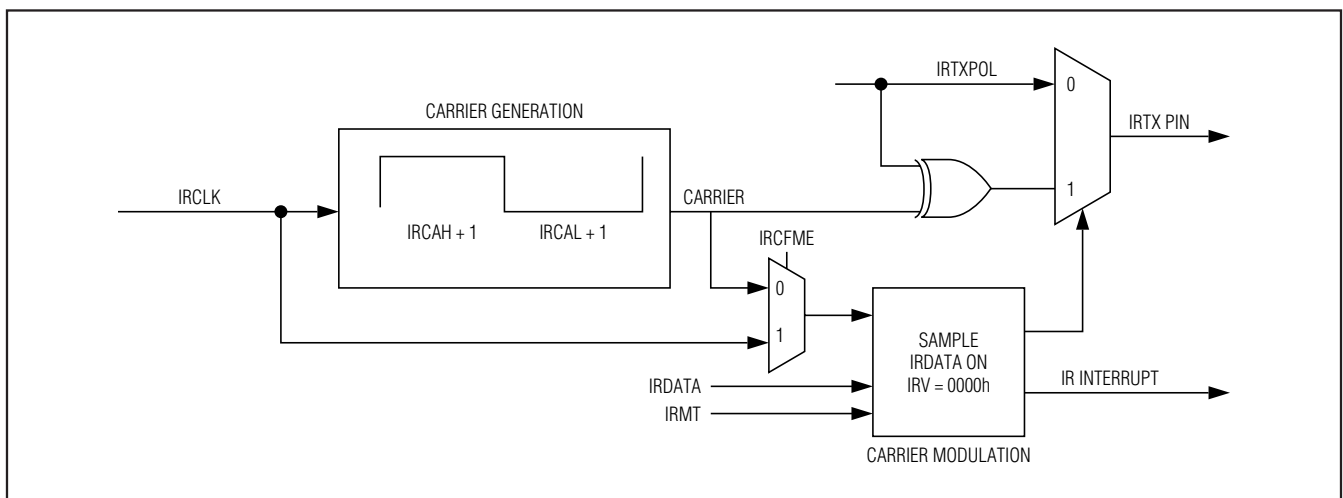 IRTXPOL
0
1
IRTX PIN
CARRIER GENERATION
IRCLK
IRCAH + 1
IRCAL + 1
CARRIER
IRCFME
0
1
SAMPLE
IRDATA ON
IRV = 0000h
IRDATA
IRMT
IR INTERRUPT
CARRIER MODULATION